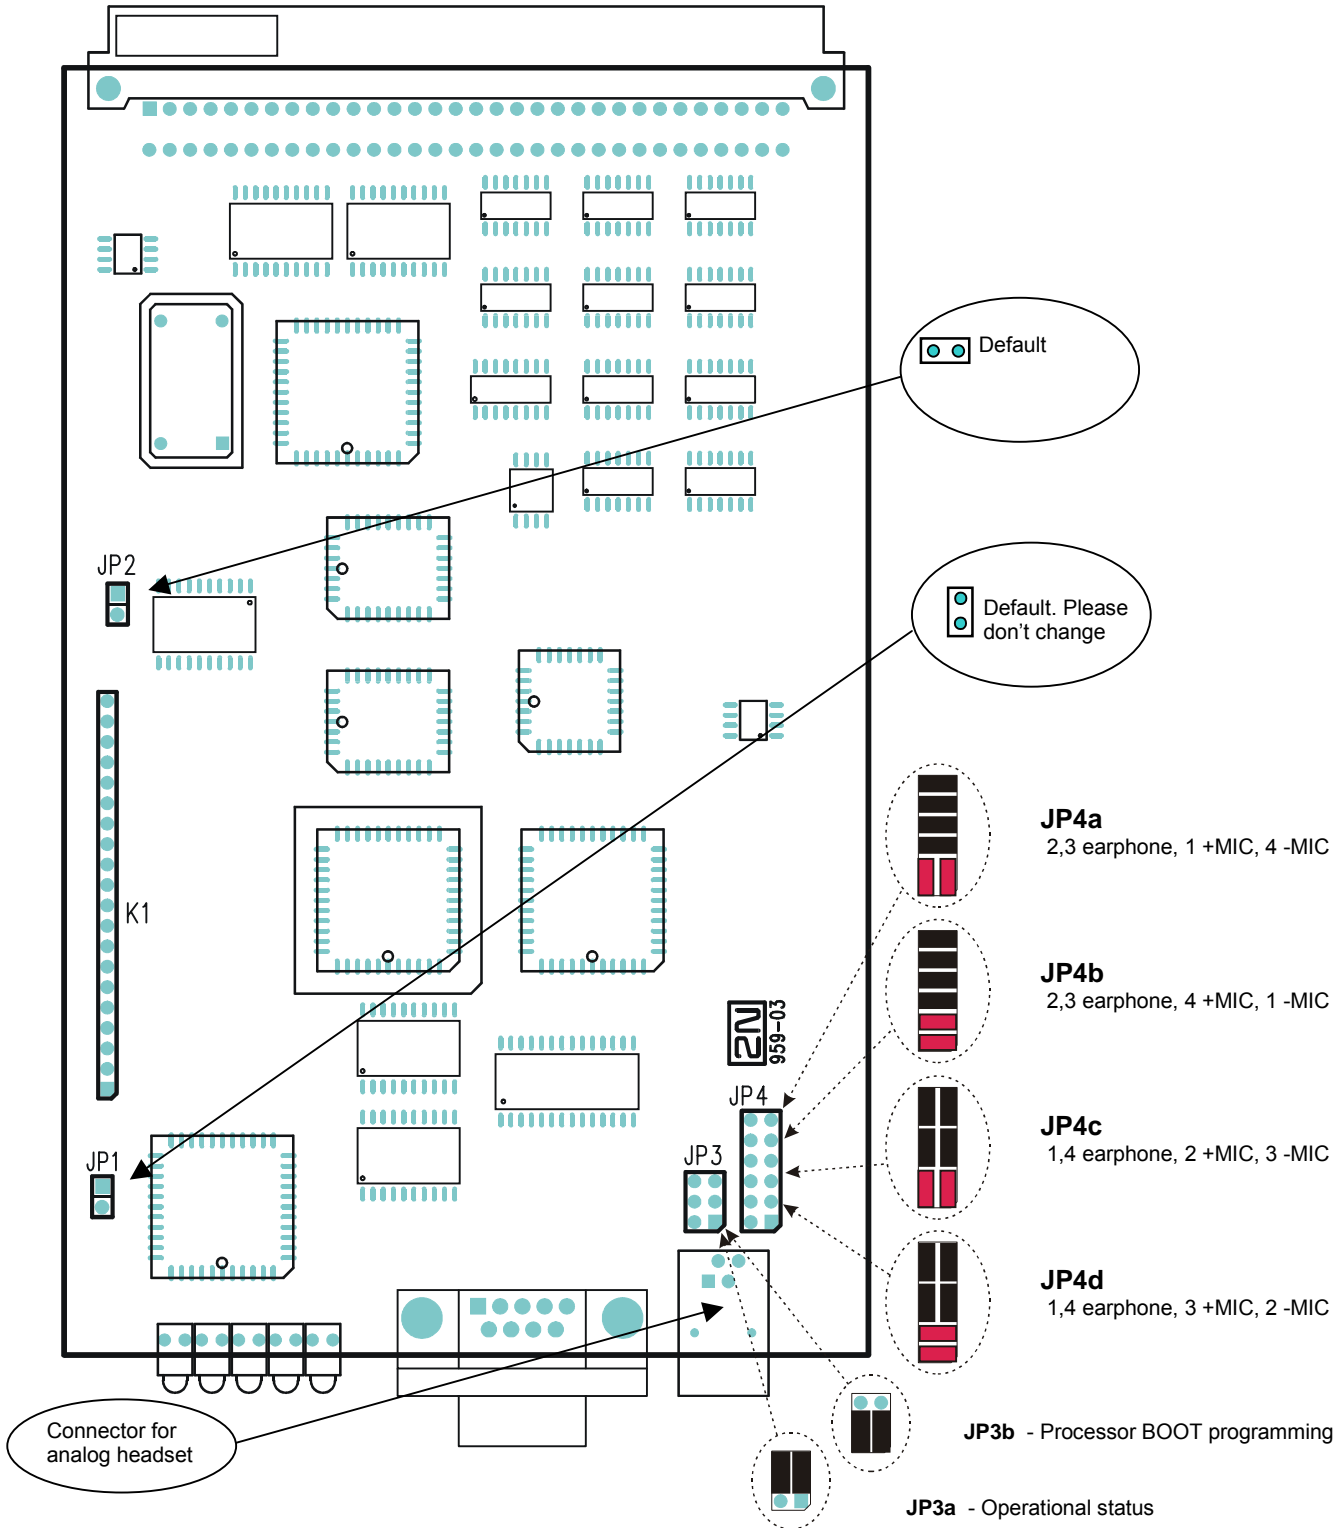 Default
JP2
Default. Please
don't change
JP4a
2,3 earphone, 1 +MIC, 4 -MIC
K1
JP4b
2,3 earphone, 4 +MIC, 1 -MIC
2N
959-03
JP4
JP4c
1,4 earphone, 2 +MIC, 3 -MIC
JP3
JP1
JP4d
1,4 earphone, 3 +MIC, 2 -MIC
Connector for
analog headset
JP3b - Processor BOOT programming
JP3a - Operational status